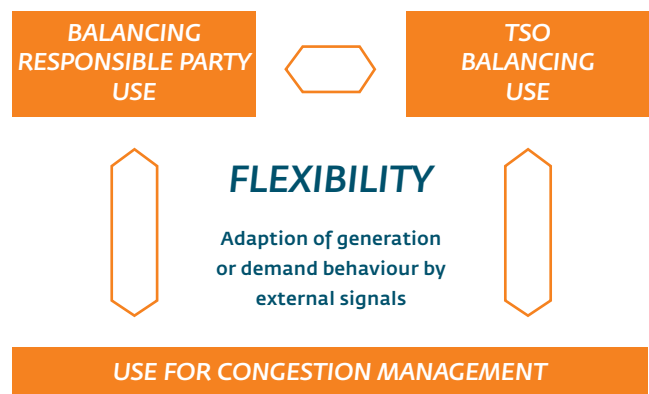 BALANCING
RESPONSIBLE PARTY
USE
TSO
BALANCING
USE
FLEXIBILITY
Adaption of generation
or demand behaviour by
external signals
USE FOR CONGESTION MANAGEMENT